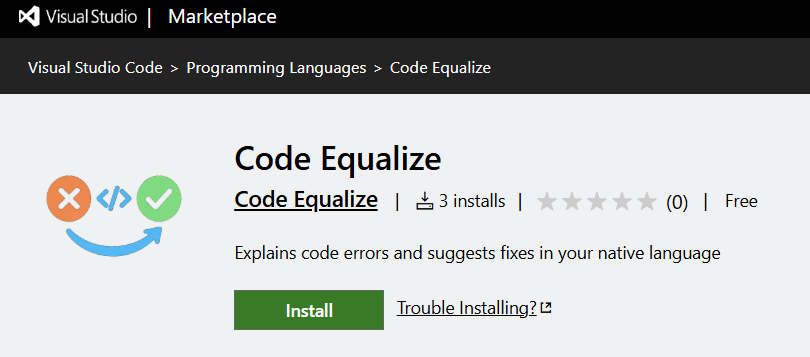 Visual Studio | Marketplace
Visual Studio Code > Programming Languages > Code Equalize
Code Equalize
Code Equalize | 3 installs | (0) | Free
Explains code errors and suggests fixes in your native language
Install Trouble Installing?